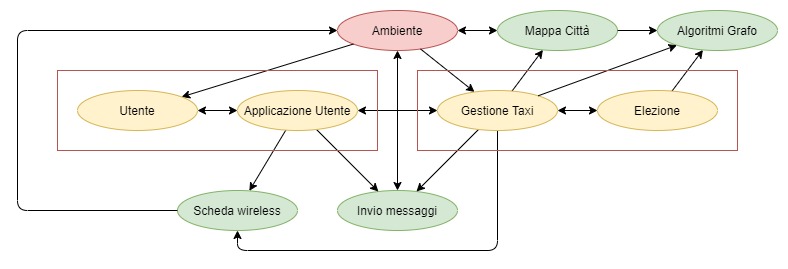 Ambiente
Mappa Città
Algoritmi Grafo
Utente
Applicazione Utente
Gestione Taxi
Elezione
Scheda wireless
Invio messaggi